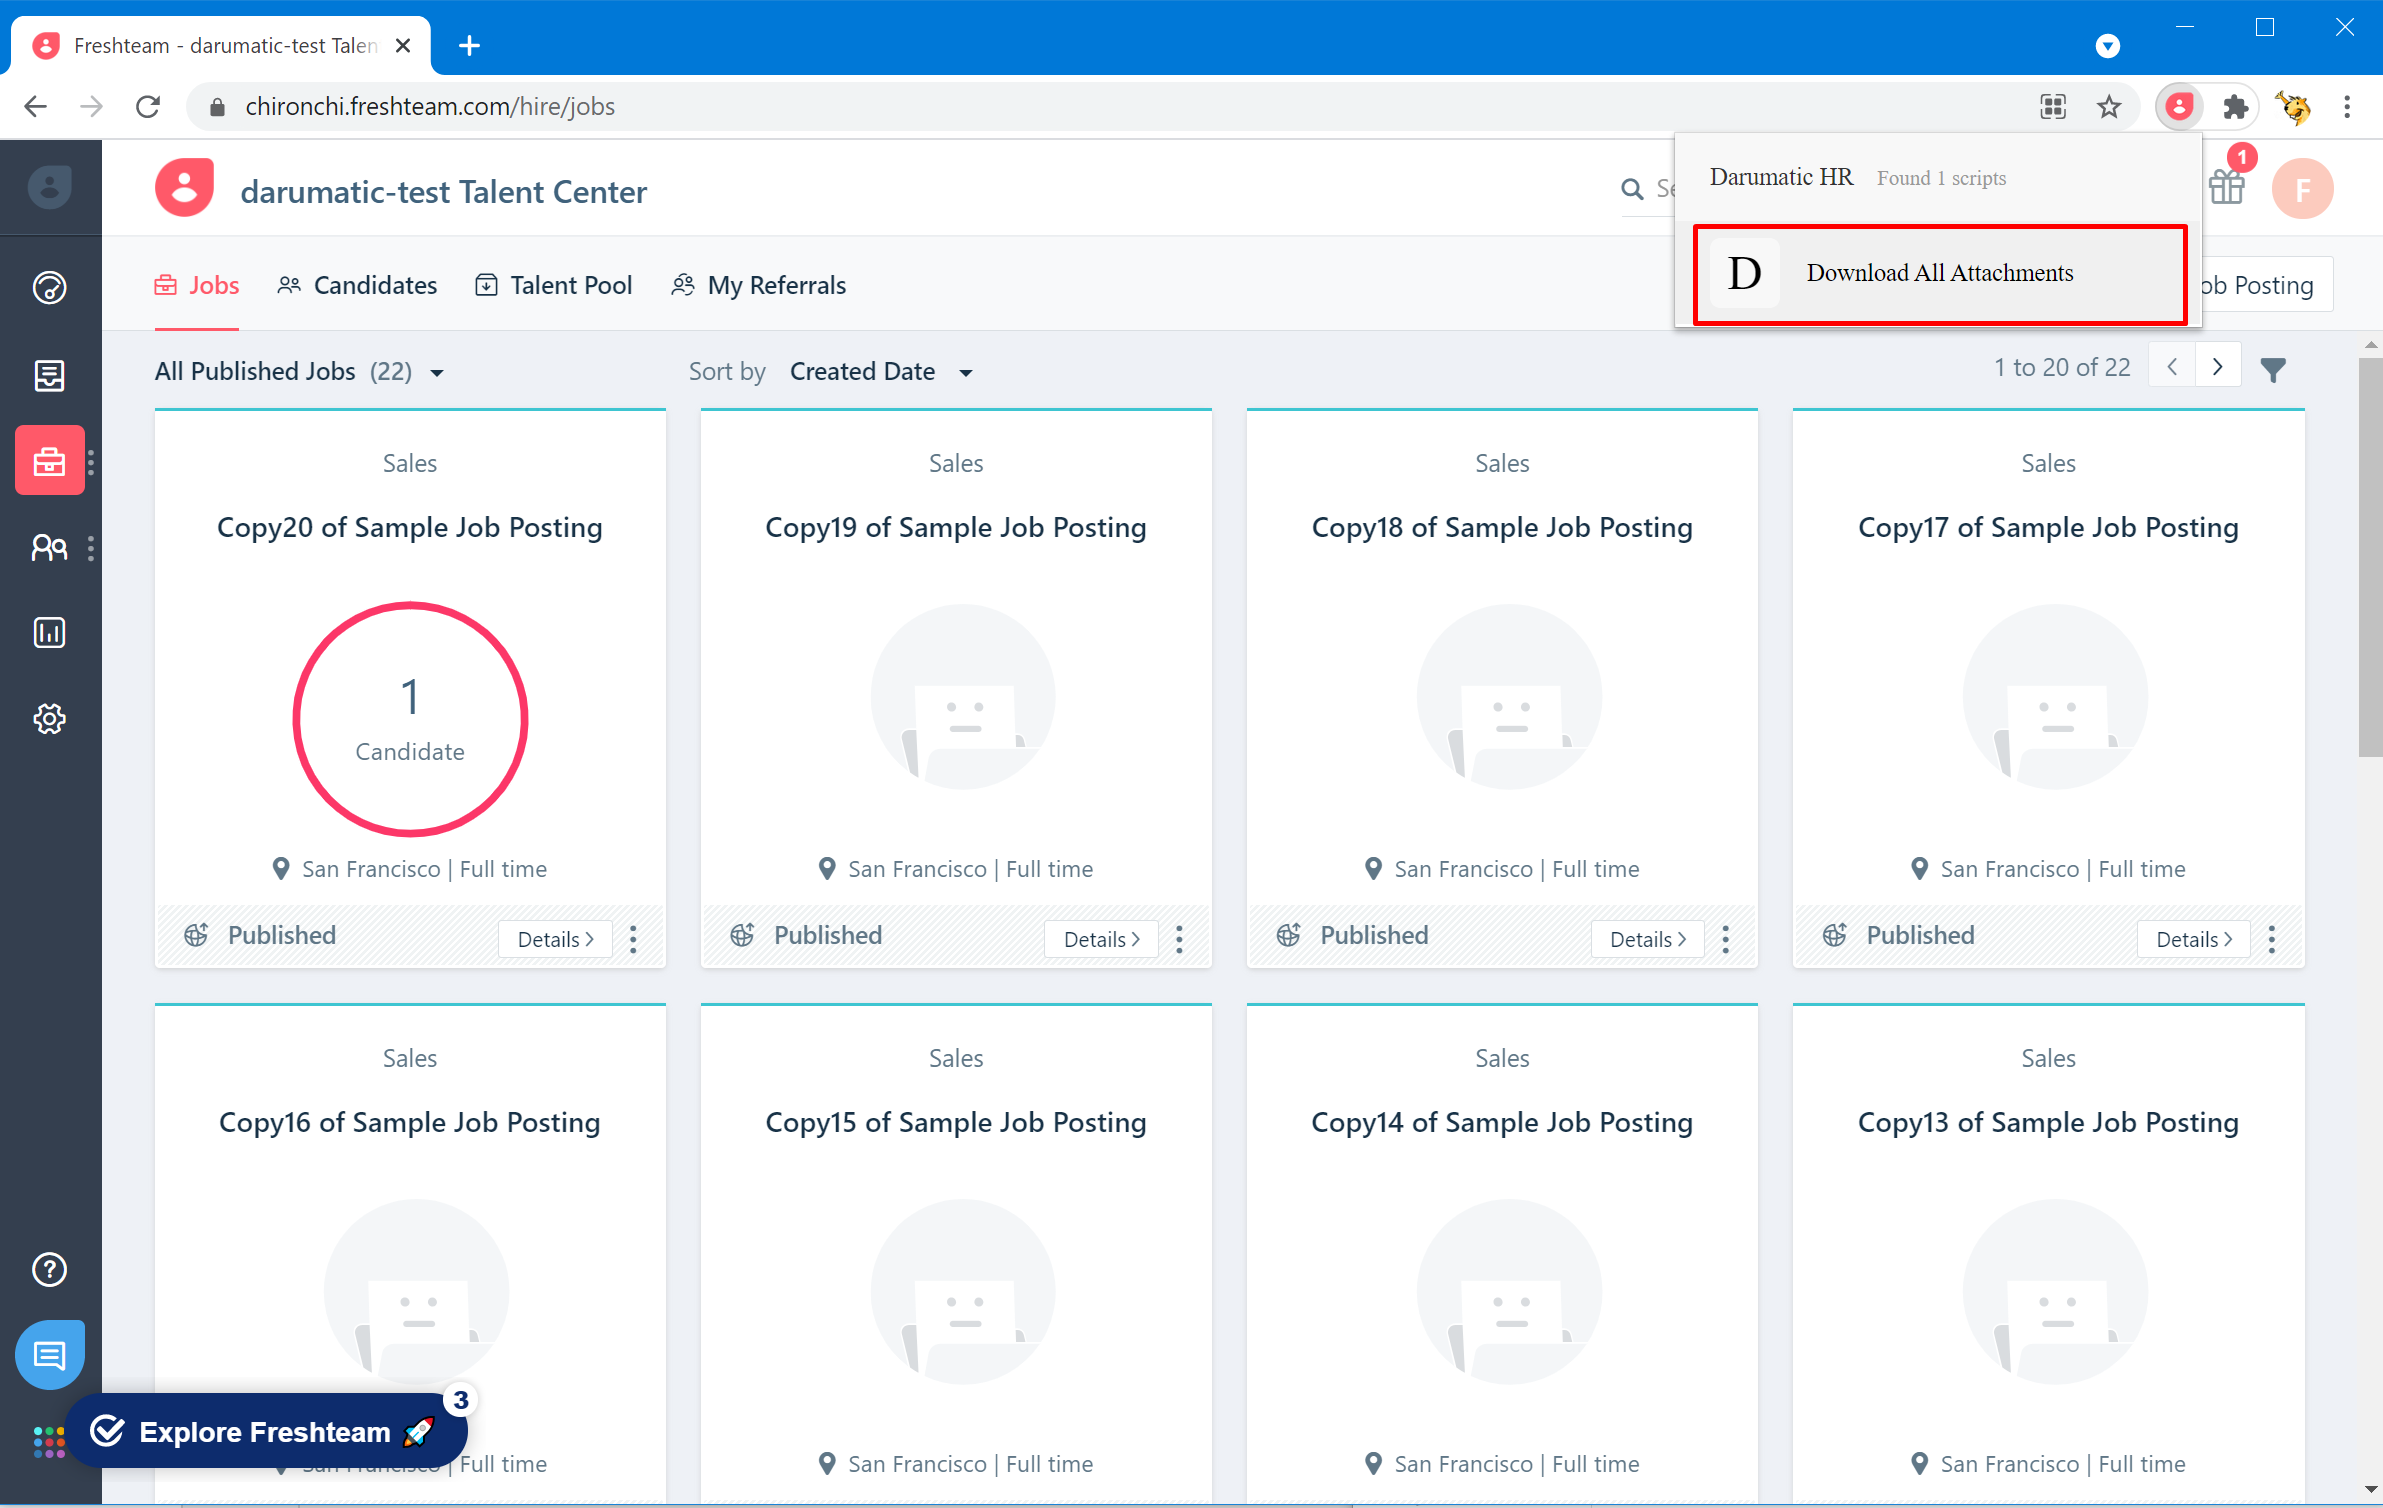 Freshteam - darumatic-test Talen
chironchi.freshteam.com/hire/jobs
darumatic-test Talent Center
Se
Darumatic HR Found 1 scripts
1
F
D Download All Attachments
Jobs Candidates Talent Pool My Referrals
ob Posting
All Published Jobs (22)
Sort by Created Date
1 to 20 of 22
Sales
Copy20 of Sample Job Posting
1
Candidate
San Francisco | Full time
Published Details
Sales
Copy19 of Sample Job Posting
San Francisco | Full time
Published Details
Sales
Copy18 of Sample Job Posting
San Francisco | Full time
Published Details
Sales
Copy17 of Sample Job Posting
San Francisco | Full time
Published Details
Sales
Copy16 of Sample Job Posting
San Francisco | Full time
Sales
Copy15 of Sample Job Posting
San Francisco | Full time
Sales
Copy14 of Sample Job Posting
San Francisco | Full time
Sales
Copy13 of Sample Job Posting
San Francisco | Full time
3
Explore Freshteam